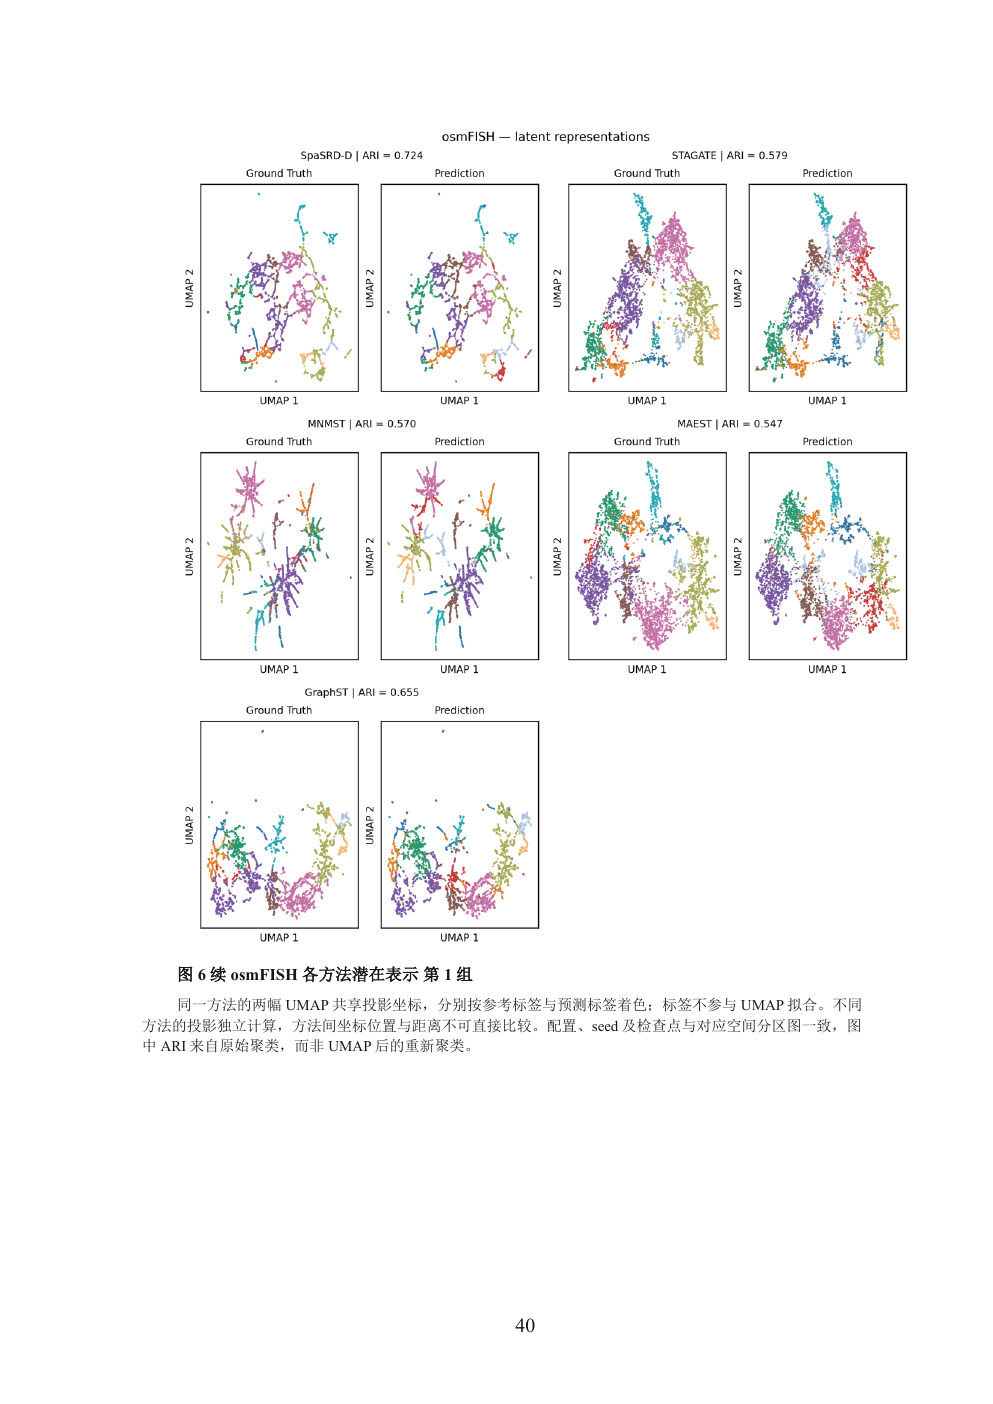 osmFISH — latent representations
SpaSRD-D | ARI = 0.724
STAGATE | ARI = 0.579
Ground Truth
Prediction
Ground Truth
Prediction
UMAP 2
UMAP 2
UMAP 2
UMAP 2
UMAP 1
UMAP 1
UMAP 1
UMAP 1
MNMST | ARI = 0.570
MAEST | ARI = 0.547
Ground Truth
Prediction
Ground Truth
Prediction
UMAP 2
UMAP 2
UMAP 2
UMAP 2
UMAP 1
UMAP 1
UMAP 1
UMAP 1
GraphST | ARI = 0.655
Ground Truth
Prediction
UMAP 2
UMAP 2
UMAP 1
UMAP 1
图 6 续 osmFISH 各方法潜在表示 第 1 组
同一方法的两幅 UMAP 共享投影坐标，分别按参考标签与预测标签着色；标签不参与 UMAP 拟合。不同
方法的投影独立计算，方法间坐标位置与距离不可直接比较。配置、seed 及检查点与对应空间分区图一致，图
中 ARI 来自原始聚类，而非 UMAP 后的重新聚类。
40